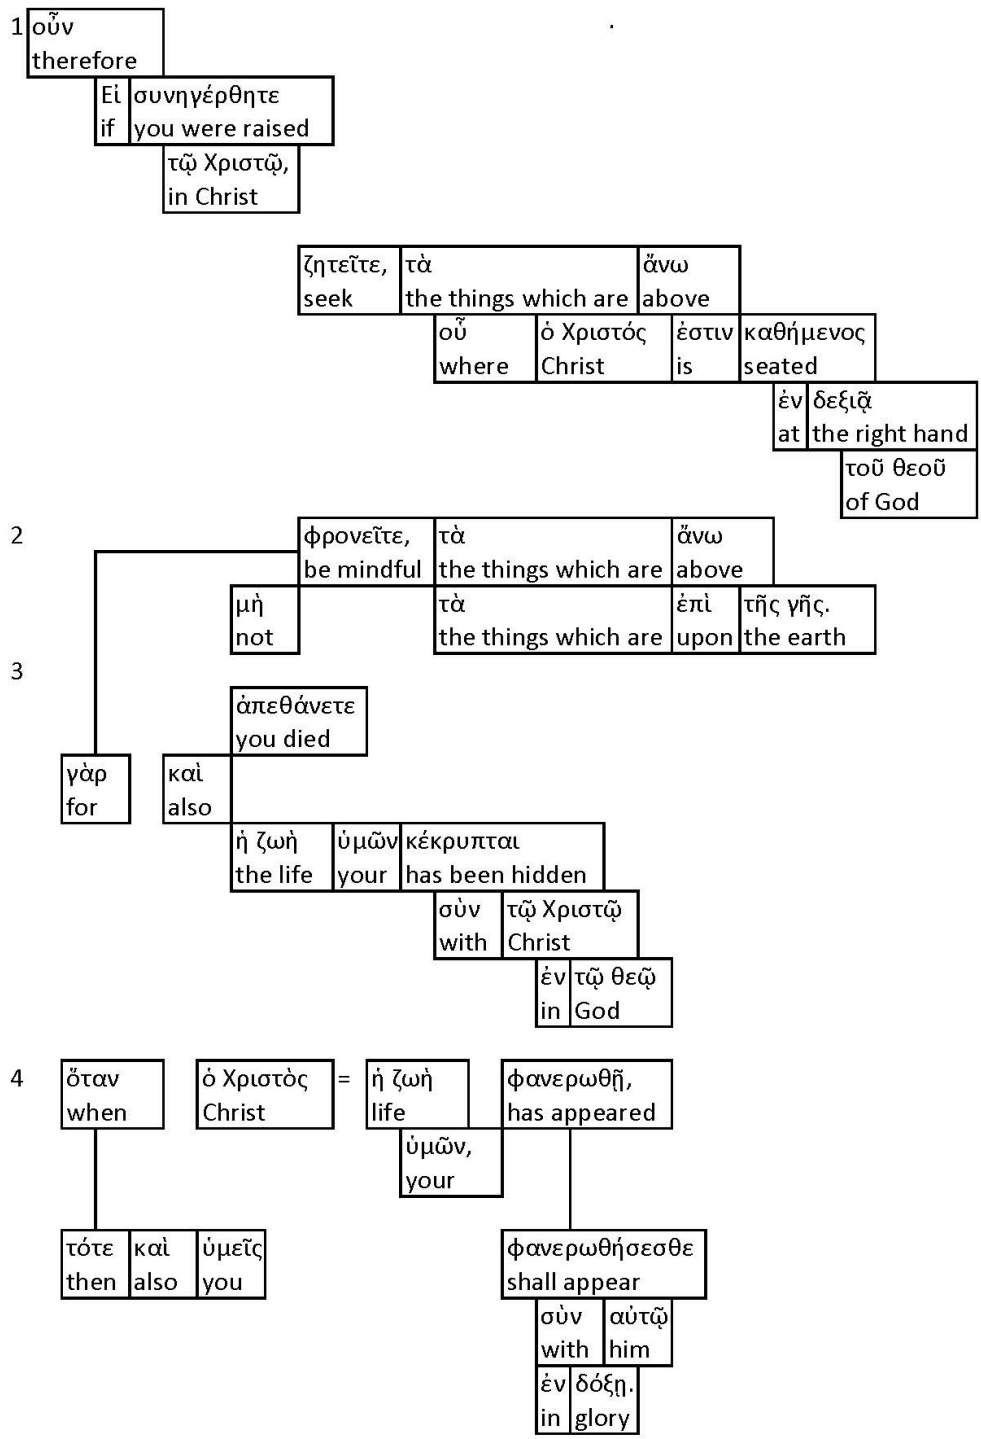 1 οὖν
therefore
Εἰ συνηγέρθητε
if you were raised
τῷ Χριστῷ,
in Christ
ζητεῖτε, τὰ ἄνω
seek the things which are above
οὗ ὁ Χριστός ἐστιν καθήμενος
where Christ is seated
ἐν δεξιᾷ
at the right hand
τοῦ θεοῦ
of God
2 φρονεῖτε, τὰ ἄνω
be mindful the things which are above
μὴ τὰ ἐπὶ τῆς γῆς.
not the things which are upon the earth
3
ἀπεθάνετε
you died
γὰρ καὶ
for also
ἡ ζωὴ ὑμῶν κέκρυπται
the life your has been hidden
σὺν τῷ Χριστῷ
with Christ
ἐν τῷ θεῷ
in God
4 ὅταν ὁ Χριστὸς = ἡ ζωὴ φανερωθῇ,
when Christ life has appeared
ὑμῶν,
your
τότε καὶ ὑμεῖς φανερωθήσεσθε
then also you shall appear
σὺν αὐτῷ
with him
ἐν δόξῃ.
in glory